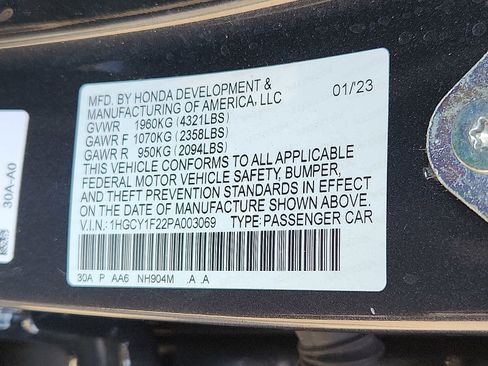 MFD. BY HONDA DEVELOPMENT & 01/'23
MANUFACTURING OF AMERICA, LLC
GVWR 1960KG (4321LBS)
GAWR F 1070KG (2358LBS)
GAWR R 950KG (2094LBS)
THIS VEHICLE CONFORMS TO ALL APPLICABLE
FEDERAL MOTOR VEHICLE SAFETY, BUMPER,
AND THEFT PREVENTION STANDARDS IN EFFECT
ON THE DATE OF MANUFACTURE SHOWN ABOVE.
V.I.N.: 1HGCY1F22PA003069 TYPE: PASSENGER CAR
30A P AA6 NH904M .A .A
30A-A0